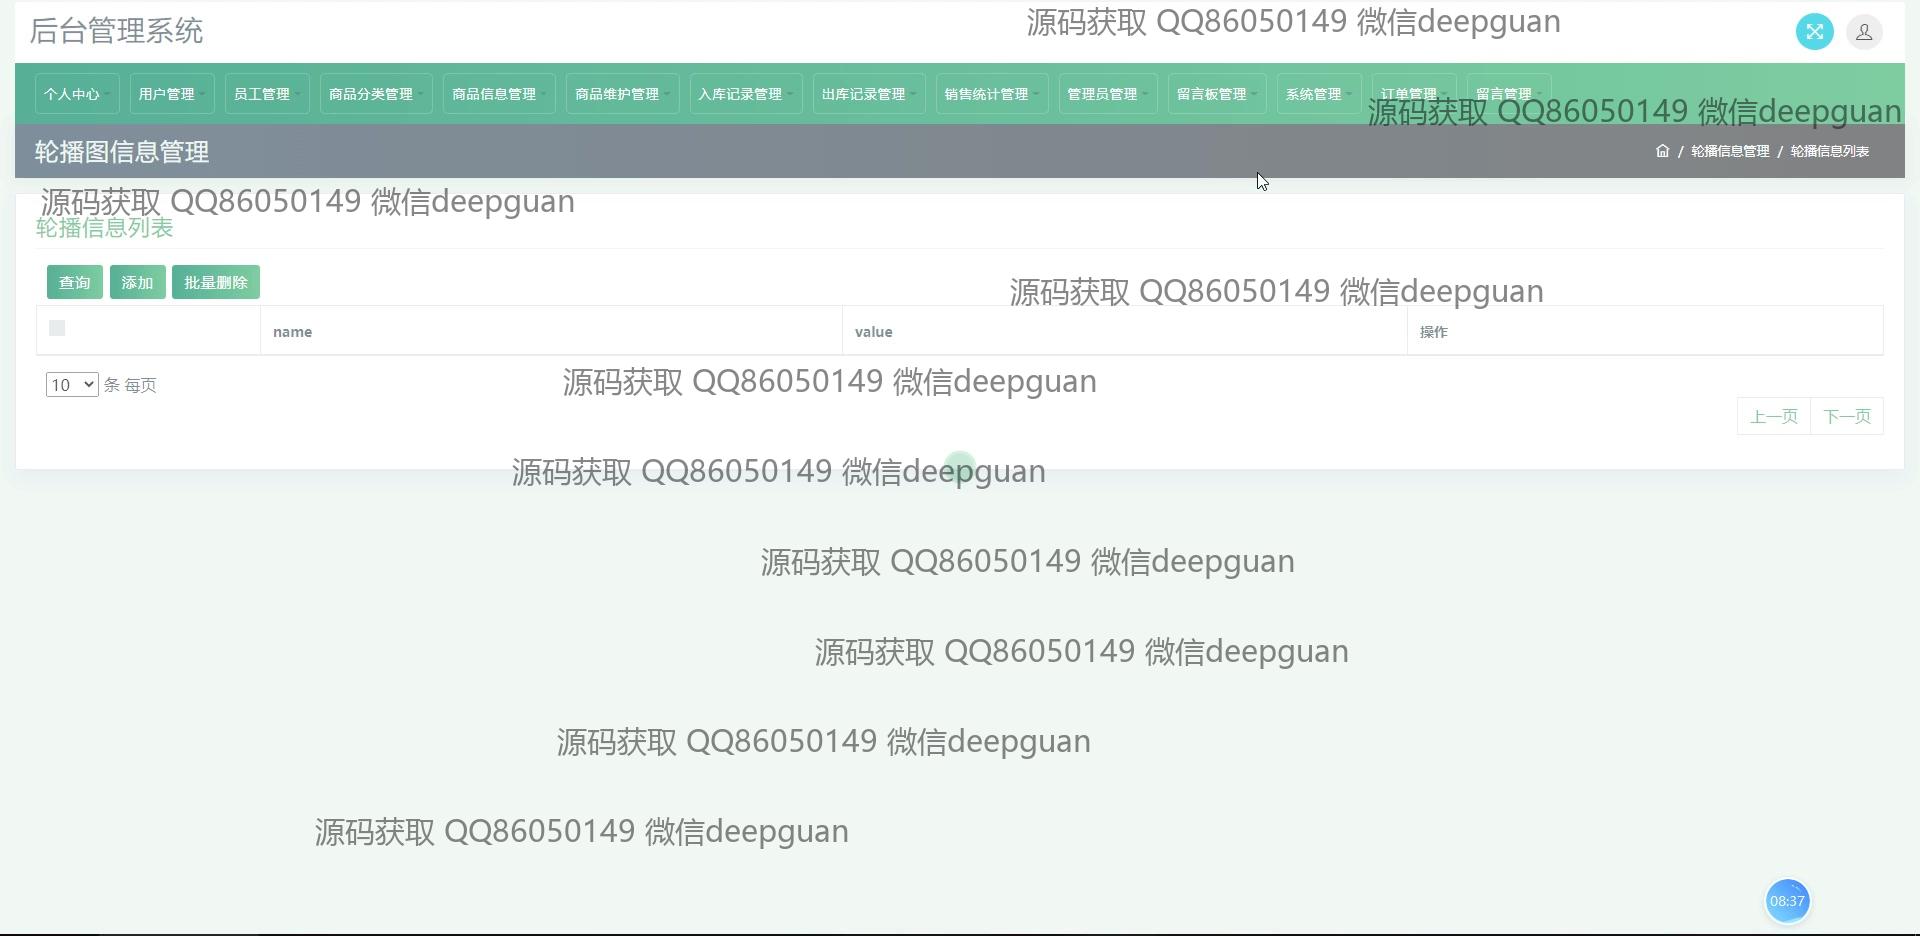 后台管理系统
源码获取 QQ86050149 微信deepguan
个人中心 用户管理 员工管理 商品分类管理 商品信息管理 商品维护管理 入库记录管理 出库记录管理 销售统计管理 管理员管理 留言板管理 系统管理 订单管理 留言管理
源码获取 QQ86050149 微信deepguan
轮播图信息管理
/ 轮播信息管理 / 轮播信息列表
源码获取 QQ86050149 微信deepguan
轮播信息列表
查询 添加 批量删除
源码获取 QQ86050149 微信deepguan
name value 操作
10 条 每页
源码获取 QQ86050149 微信deepguan
上一页 下一页
源码获取 QQ86050149 微信deepguan
源码获取 QQ86050149 微信deepguan
源码获取 QQ86050149 微信deepguan
源码获取 QQ86050149 微信deepguan
源码获取 QQ86050149 微信deepguan
08:37